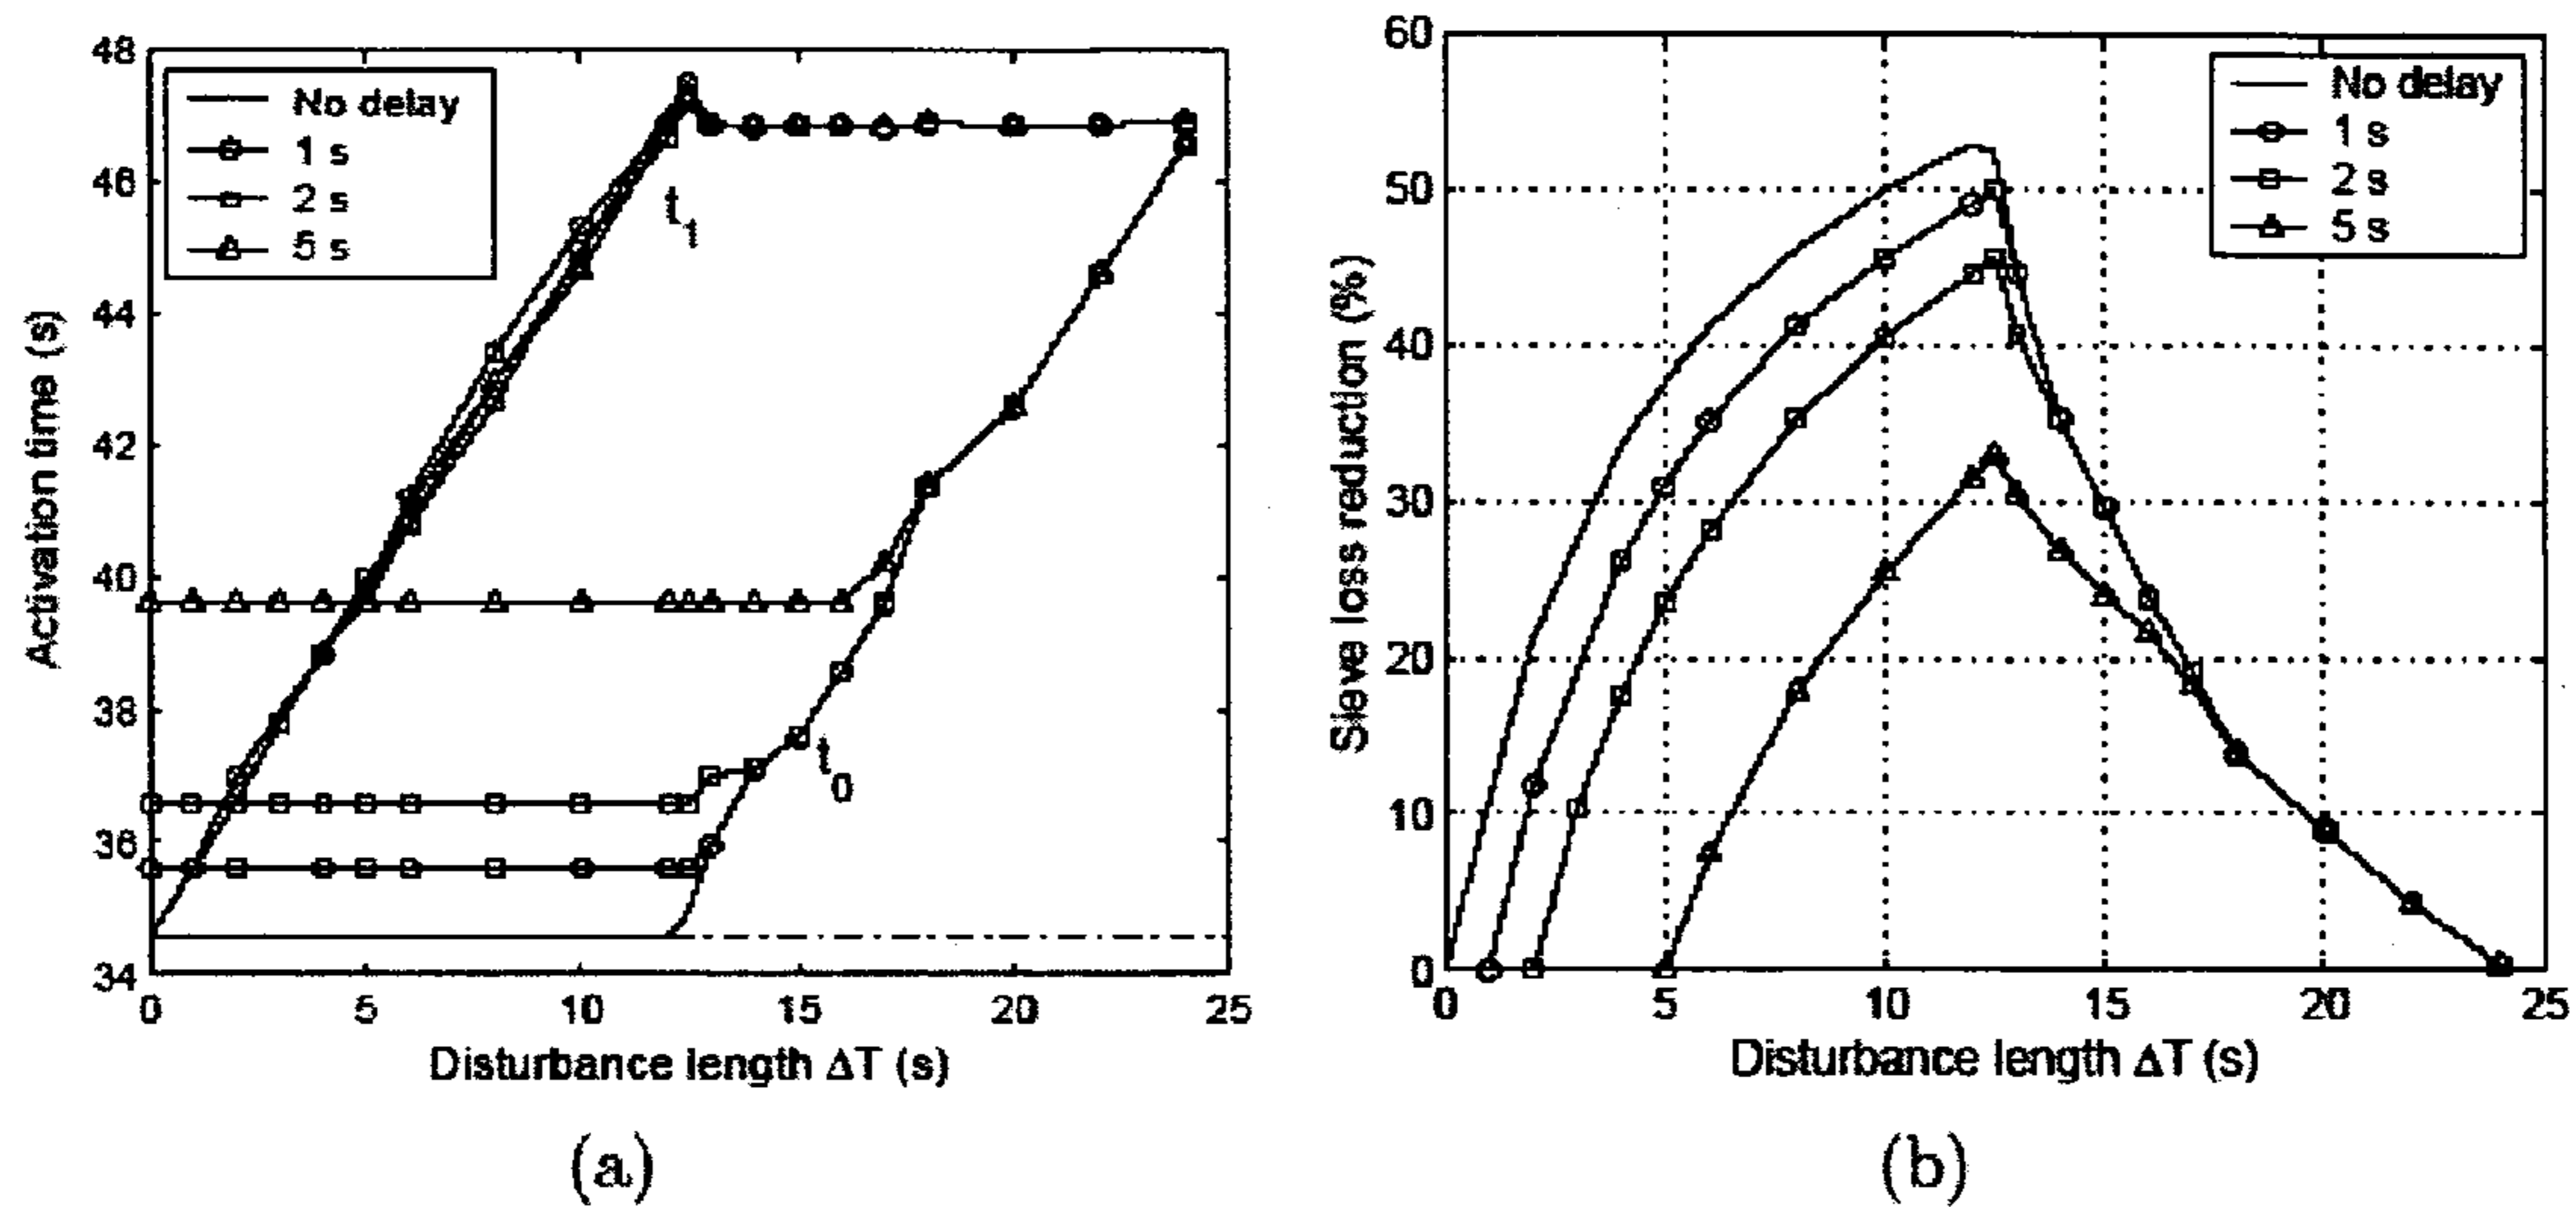 48
46
44
42
40
38
36
34
0
5
10
15
20
25
Activation time (s)
Disturbance length ΔT (s)
No delay
1 s
2 s
5 s
t1
t0
(a)
60
50
40
30
20
10
0
0
5
10
15
20
25
Sieve loss reduction (%)
Disturbance length ΔT (s)
No delay
1 s
2 s
5 s
(b)